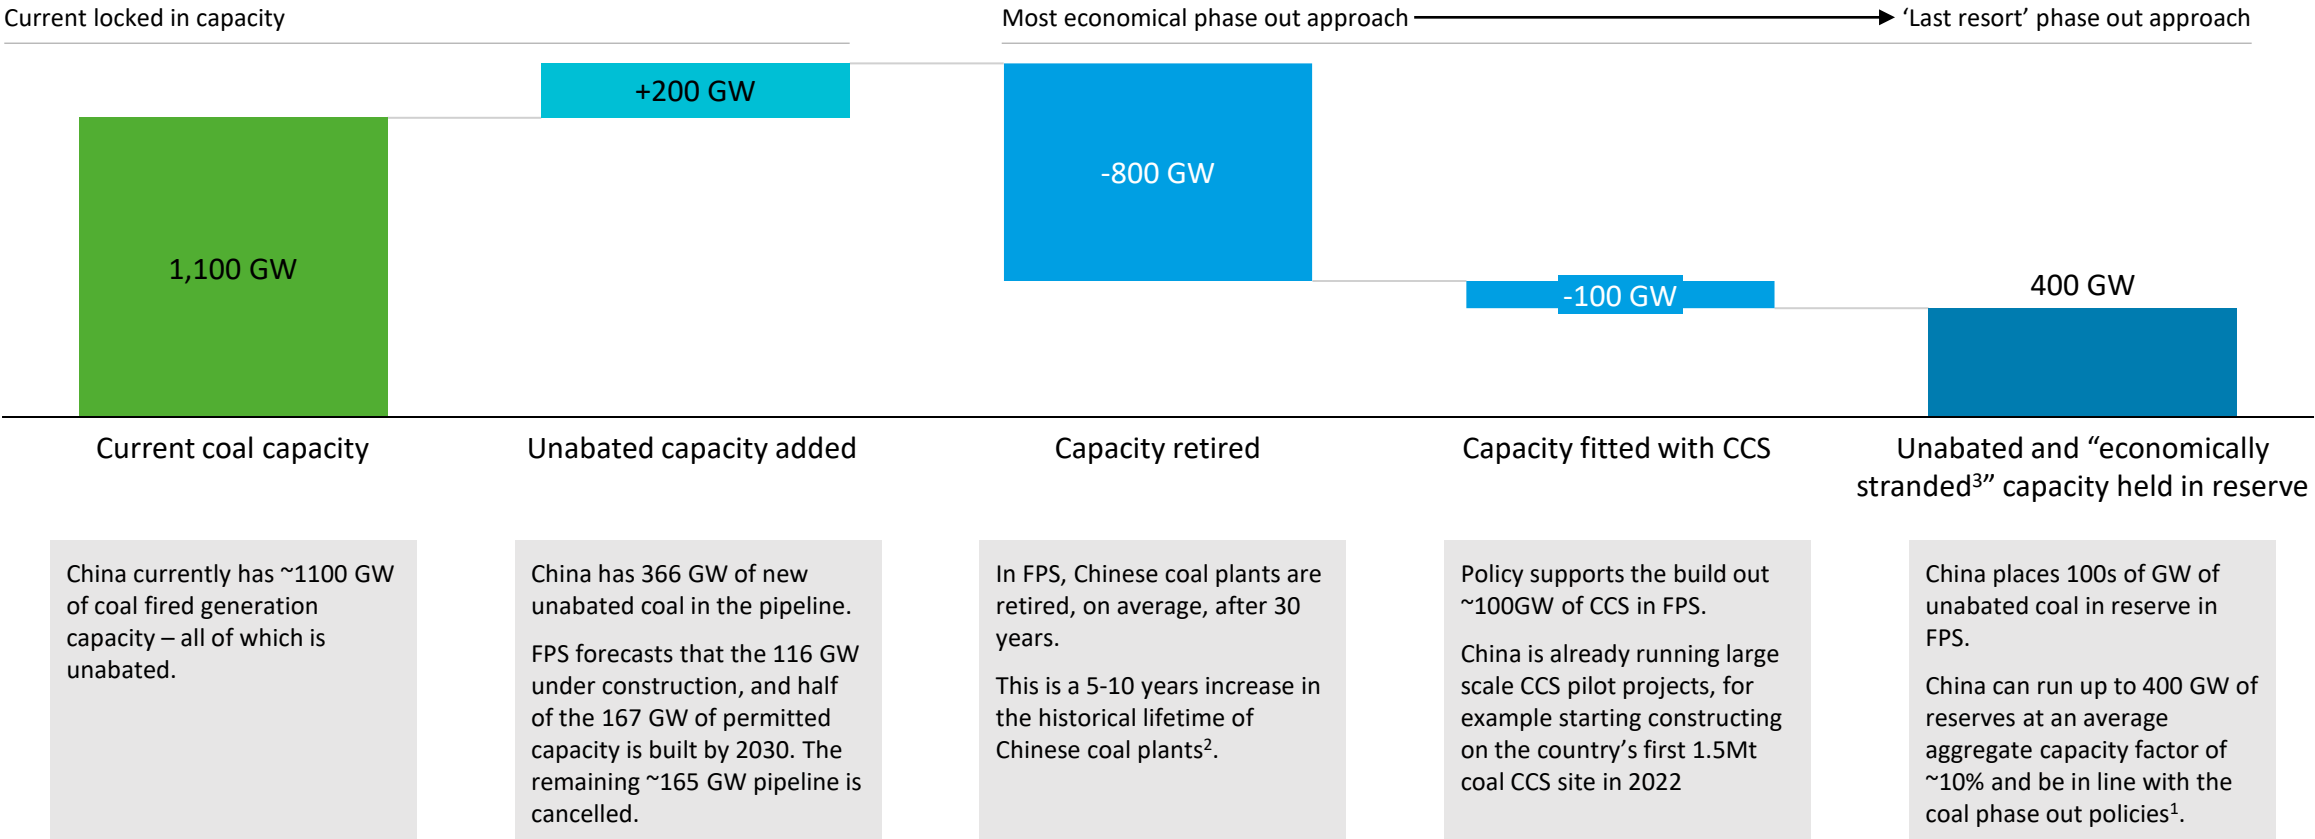 Current locked in capacity
Most economical phase out approach
‘Last resort’ phase out approach
+200 GW
1,100 GW
-800 GW
-100 GW
400 GW
Current coal capacity
Unabated capacity added
Capacity retired
Capacity fitted with CCS
Unabated and “economically
stranded³” capacity held in reserve
China currently has ~1100 GW
of coal fired generation
capacity – all of which is
unabated.
China has 366 GW of new
unabated coal in the pipeline.
FPS forecasts that the 116 GW
under construction, and half
of the 167 GW of permitted
capacity is built by 2030. The
remaining ~165 GW pipeline is
cancelled.
In FPS, Chinese coal plants are
retired, on average, after 30
years.
This is a 5-10 years increase in
the historical lifetime of
Chinese coal plants².
Policy supports the build out
~100GW of CCS in FPS.
China is already running large
scale CCS pilot projects, for
example starting constructing
on the country’s first 1.5Mt
coal CCS site in 2022
China places 100s of GW of
unabated coal in reserve in
FPS.
China can run up to 400 GW of
reserves at an average
aggregate capacity factor of
~10% and be in line with the
coal phase out policies¹.